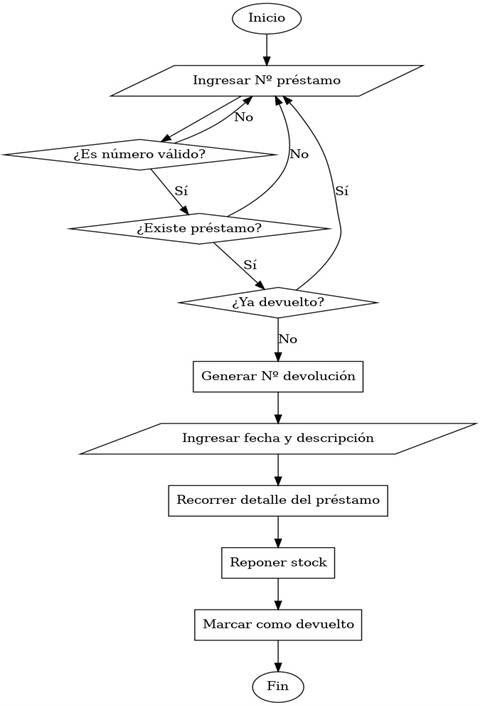 Inicio
Ingresar Nº préstamo
No
¿Es número válido?
No
Sí
Sí
¿Existe préstamo?
Sí
¿Ya devuelto?
No
Generar Nº devolución
Ingresar fecha y descripción
Recorrer detalle del préstamo
Reponer stock
Marcar como devuelto
Fin